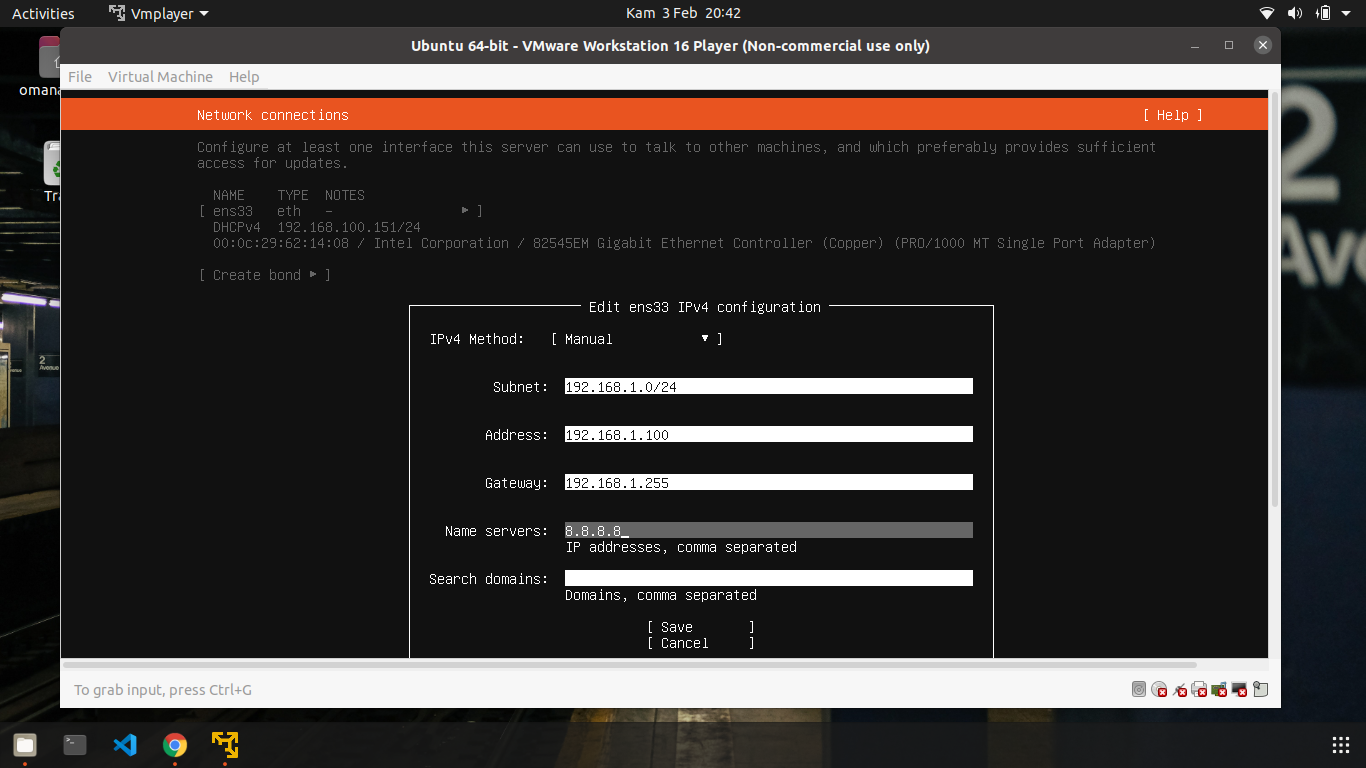 Activities Vmplayer Kam 3 Feb 20:42
Ubuntu 64-bit - VMware Workstation 16 Player (Non-commercial use only)
File Virtual Machine Help
Network connections [ Help ]
Configure at least one interface this server can use to talk to other machines, and which preferably provides sufficient
access for updates.
NAME TYPE NOTES
[ ens33 eth - ▸ ]
DHCPv4 192.168.100.151/24
00:0c:29:62:14:08 / Intel Corporation / 82545EM Gigabit Ethernet Controller (Copper) (PRO/1000 MT Single Port Adapter)
[ Create bond ▸ ]
Edit ens33 IPv4 configuration
IPv4 Method: [ Manual ▾ ]
Subnet: 192.168.1.0/24
Address: 192.168.1.100
Gateway: 192.168.1.255
Name servers: 8.8.8.8_
IP addresses, comma separated
Search domains:
Domains, comma separated
[ Save ]
[ Cancel ]
To grab input, press Ctrl+G
2
Avenue
2